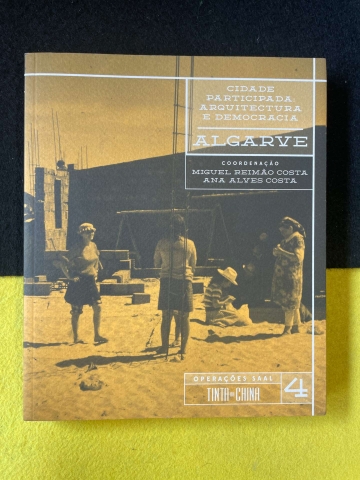 CIDADE
PARTICIPADA:
ARQUITECTURA
E DEMOCRACIA
ALGARVE
COORDENAÇÃO
MIGUEL REIMÃO COSTA
ANA ALVES COSTA
OPERAÇÕES SAAL
TINTA DA CHINA
4